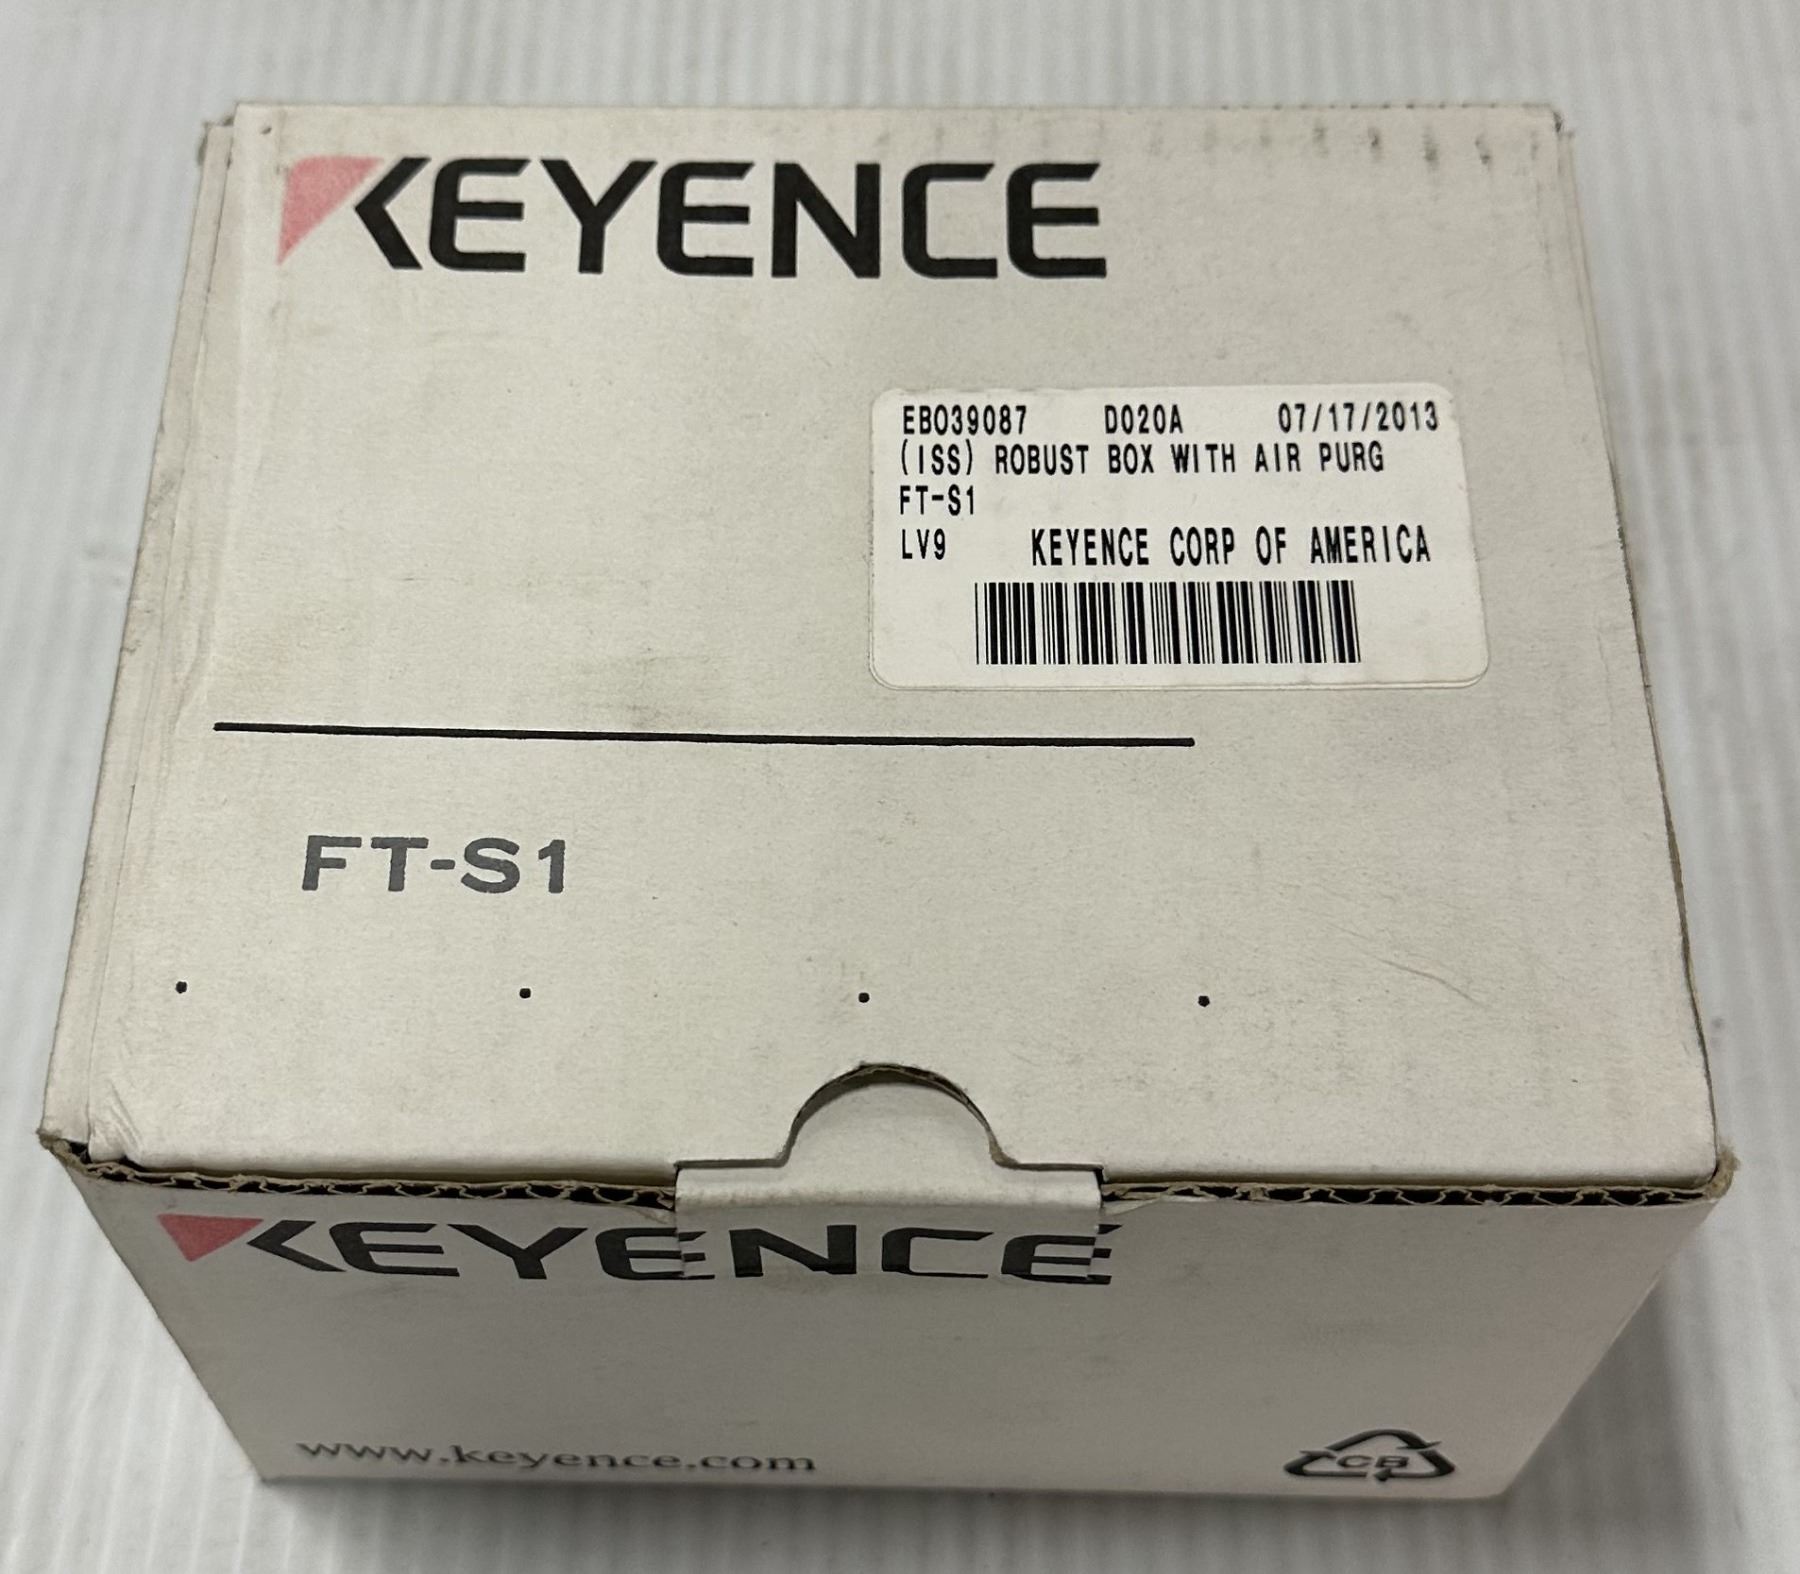 KEYENCE
EB039087 D020A 07/17/2013
(ISS) ROBUST BOX WITH AIR PURG
FT-S1
LV9 KEYENCE CORP OF AMERICA
FT-S1
KEYENCE
www.keyence.com
CB